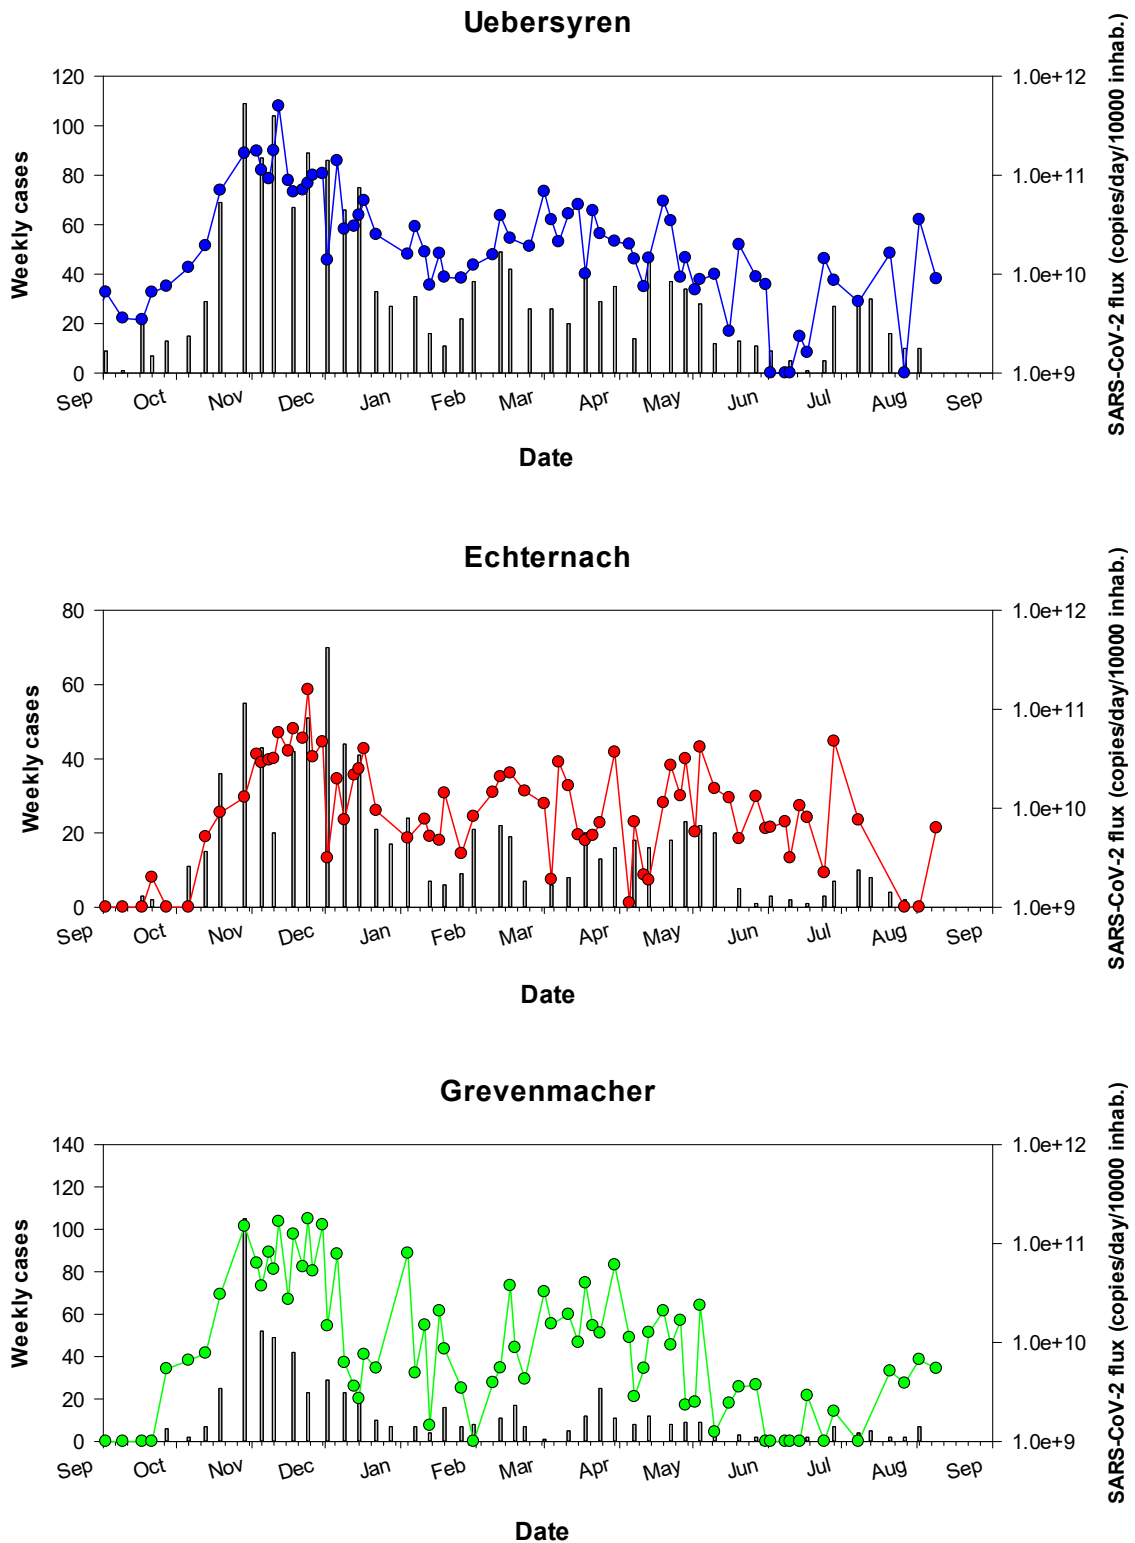 Uebersyren
120
100
80
60
40
20
0
Weekly cases
1.0e+12
1.0e+11
1.0e+10
1.0e+9
SARS-CoV-2 flux (copies/day/10000 inhab.)
Sep Oct Nov Dec Jan Feb Mar Apr May Jun Jul Aug Sep
Date
Echternach
80
60
40
20
0
Weekly cases
1.0e+12
1.0e+11
1.0e+10
1.0e+9
SARS-CoV-2 flux (copies/day/10000 inhab.)
Sep Oct Nov Dec Jan Feb Mar Apr May Jun Jul Aug Sep
Date
Grevenmacher
140
120
100
80
60
40
20
0
Weekly cases
1.0e+12
1.0e+11
1.0e+10
1.0e+9
SARS-CoV-2 flux (copies/day/10000 inhab.)
Sep Oct Nov Dec Jan Feb Mar Apr May Jun Jul Aug Sep
Date